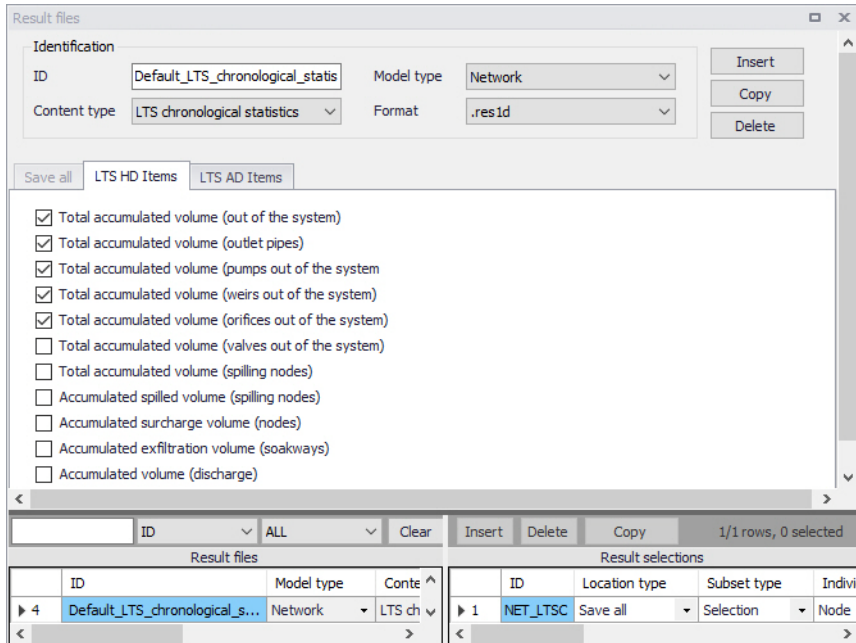 Result files
Identification
ID Default_LTS_chronological_statis Model type Network Insert
Content type LTS chronological statistics Format .res1d Copy
Delete
Save all LTS HD Items LTS AD Items
Total accumulated volume (out of the system)
Total accumulated volume (outlet pipes)
Total accumulated volume (pumps out of the system
Total accumulated volume (weirs out of the system)
Total accumulated volume (orifices out of the system)
Total accumulated volume (valves out of the system)
Total accumulated volume (spilling nodes)
Accumulated spilled volume (spilling nodes)
Accumulated surcharge volume (nodes)
Accumulated exfiltration volume (soakways)
Accumulated volume (discharge)
ID ALL Clear Insert Delete Copy 1/1 rows, 0 selected
Result files Result selections
ID Model type Conte ID Location type Subset type Indivi
4 Default_LTS_chronological_s... Network LTS ch 1 NET_LTSC Save all Selection Node